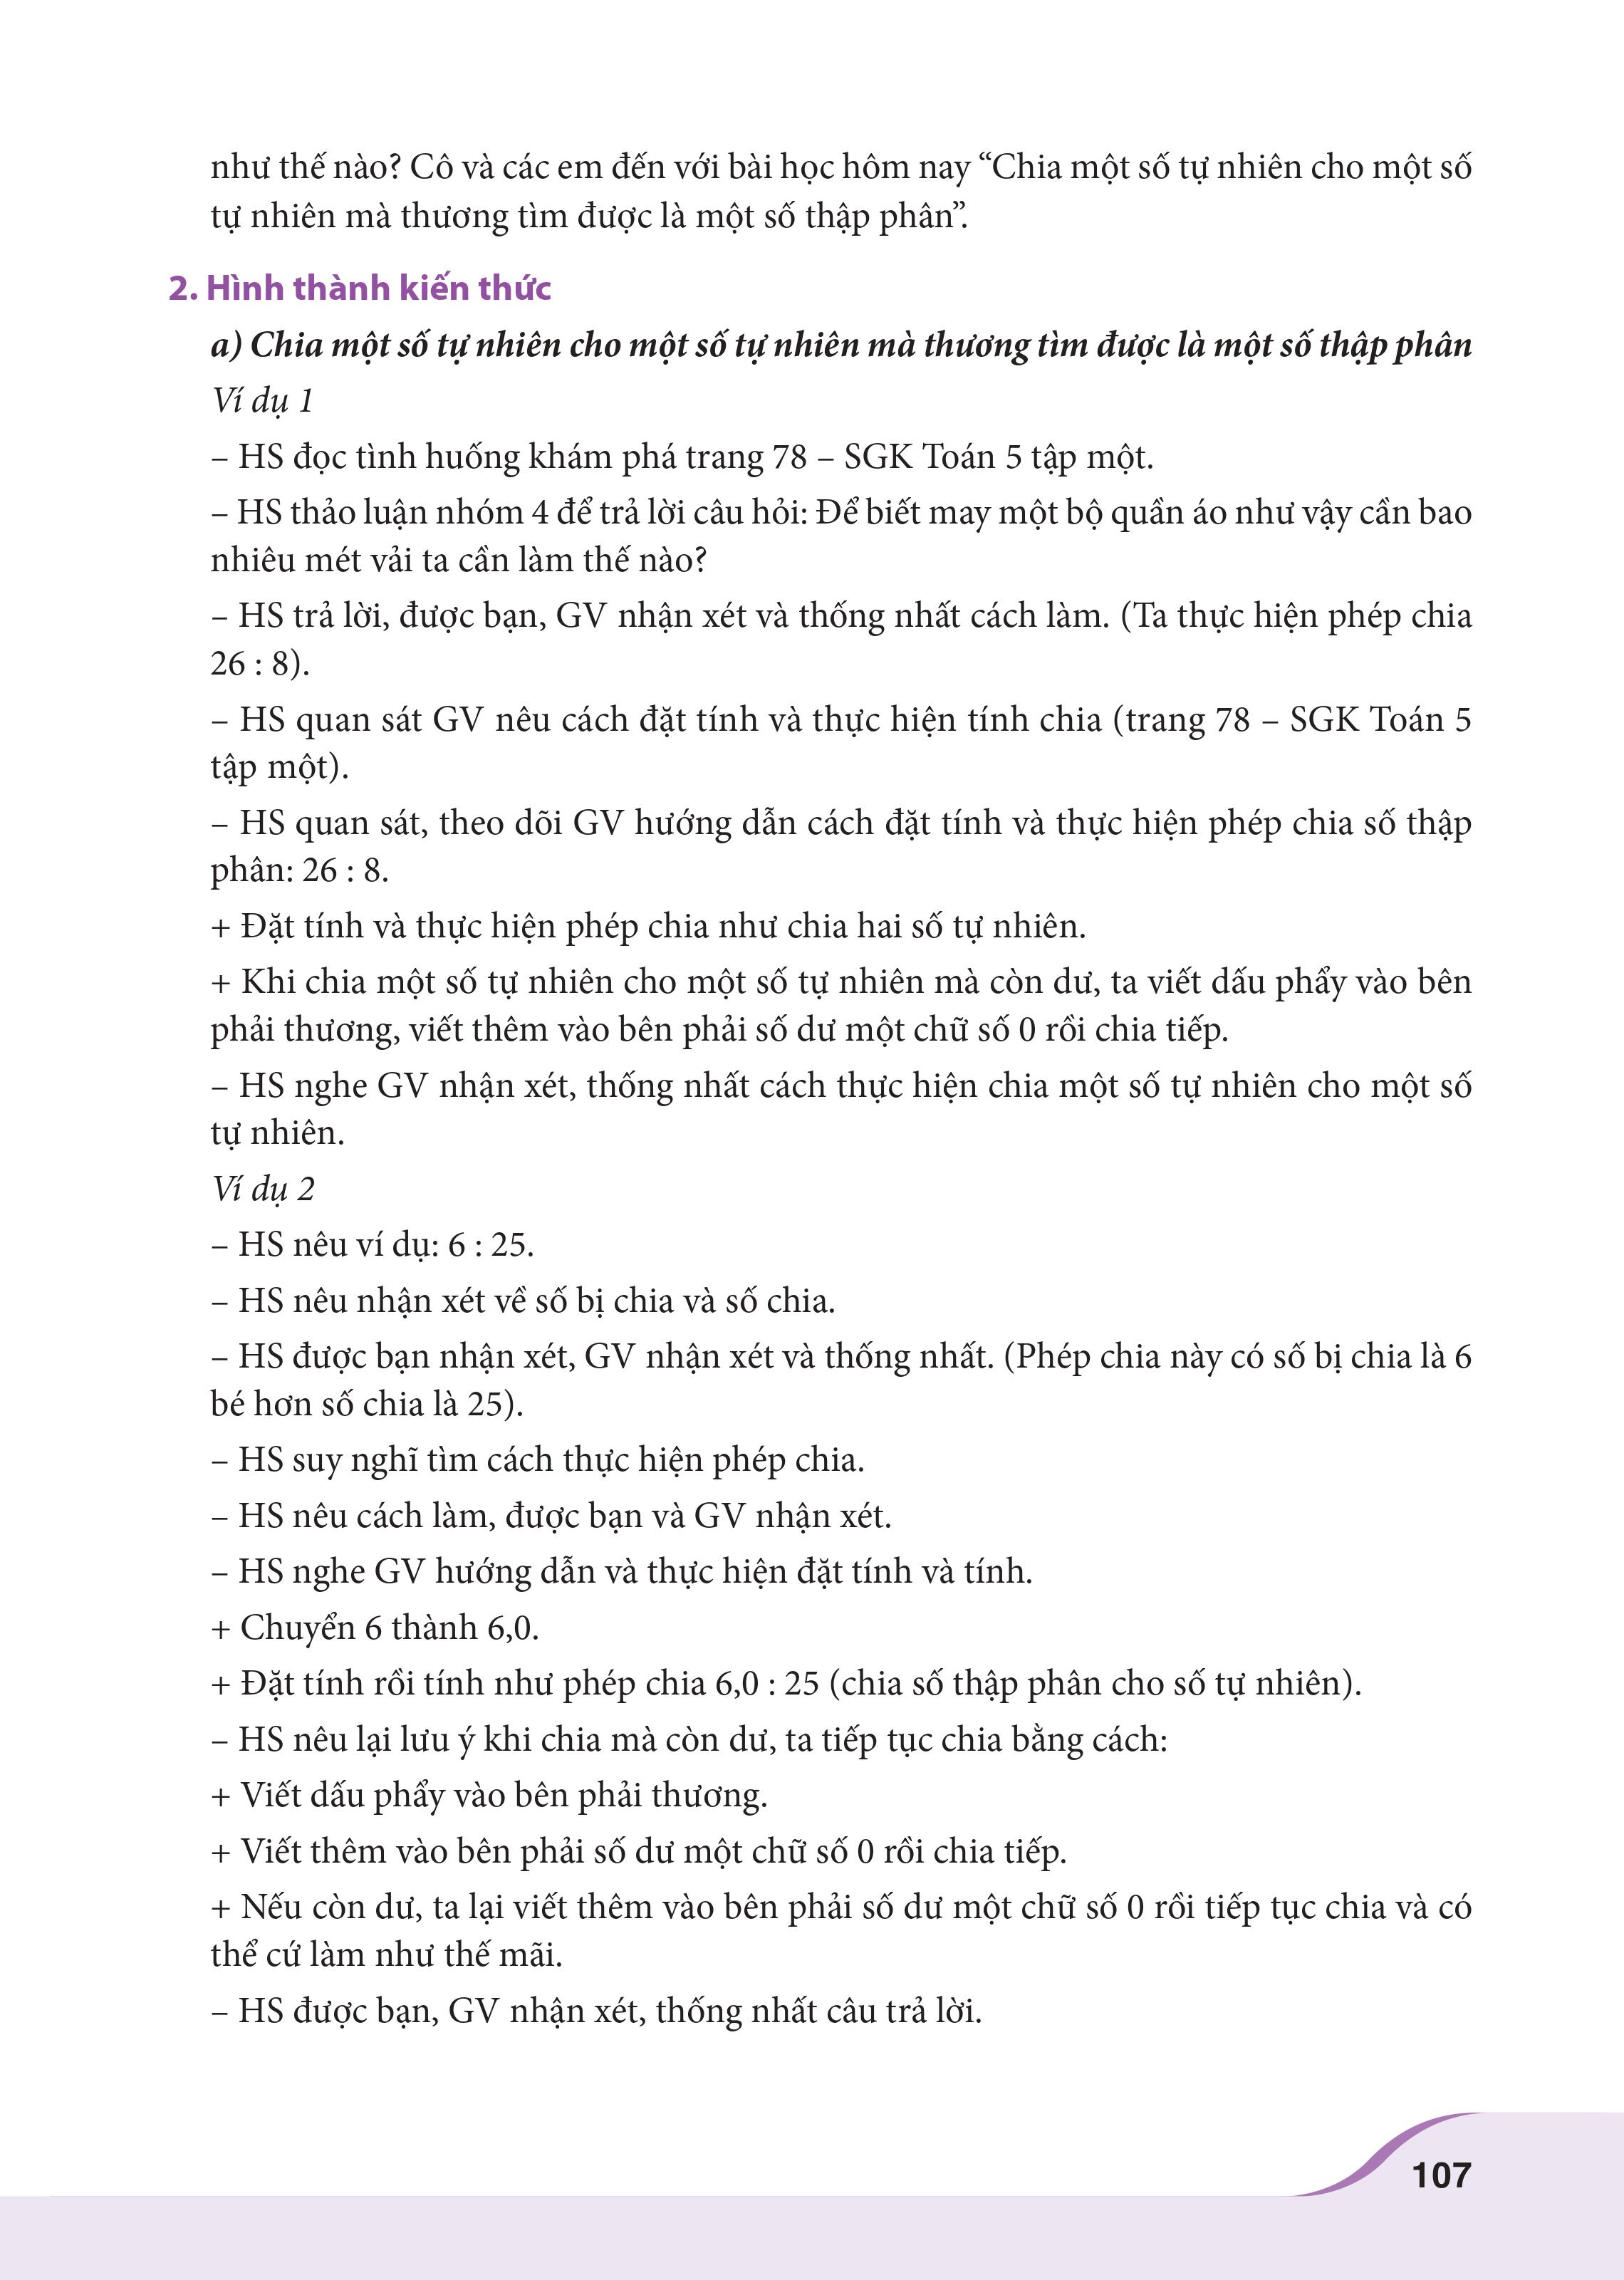 như thế nào? Cô và các em đến với bài học hôm nay “Chia một số tự nhiên cho một số
tự nhiên mà thương tìm được là một số thập phân”.
2. Hình thành kiến thức
a) Chia một số tự nhiên cho một số tự nhiên mà thương tìm được là một số thập phân
Ví dụ 1
– HS đọc tình huống khám phá trang 78 – SGK Toán 5 tập một.
– HS thảo luận nhóm 4 để trả lời câu hỏi: Để biết may một bộ quần áo như vậy cần bao
nhiêu mét vải ta cần làm thế nào?
– HS trả lời, được bạn, GV nhận xét và thống nhất cách làm. (Ta thực hiện phép chia
26 : 8).
– HS quan sát GV nêu cách đặt tính và thực hiện tính chia (trang 78 – SGK Toán 5
tập một).
– HS quan sát, theo dõi GV hướng dẫn cách đặt tính và thực hiện phép chia số thập
phân: 26 : 8.
+ Đặt tính và thực hiện phép chia như chia hai số tự nhiên.
+ Khi chia một số tự nhiên cho một số tự nhiên mà còn dư, ta viết dấu phẩy vào bên
phải thương, viết thêm vào bên phải số dư một chữ số 0 rồi chia tiếp.
– HS nghe GV nhận xét, thống nhất cách thực hiện chia một số tự nhiên cho một số
tự nhiên.
Ví dụ 2
– HS nêu ví dụ: 6 : 25.
– HS nêu nhận xét về số bị chia và số chia.
– HS được bạn nhận xét, GV nhận xét và thống nhất. (Phép chia này có số bị chia là 6
bé hơn số chia là 25).
– HS suy nghĩ tìm cách thực hiện phép chia.
– HS nêu cách làm, được bạn và GV nhận xét.
– HS nghe GV hướng dẫn và thực hiện đặt tính và tính.
+ Chuyển 6 thành 6,0.
+ Đặt tính rồi tính như phép chia 6,0 : 25 (chia số thập phân cho số tự nhiên).
– HS nêu lại lưu ý khi chia mà còn dư, ta tiếp tục chia bằng cách:
+ Viết dấu phẩy vào bên phải thương.
+ Viết thêm vào bên phải số dư một chữ số 0 rồi chia tiếp.
+ Nếu còn dư, ta lại viết thêm vào bên phải số dư một chữ số 0 rồi tiếp tục chia và có
thể cứ làm như thế mãi.
– HS được bạn, GV nhận xét, thống nhất câu trả lời.
107